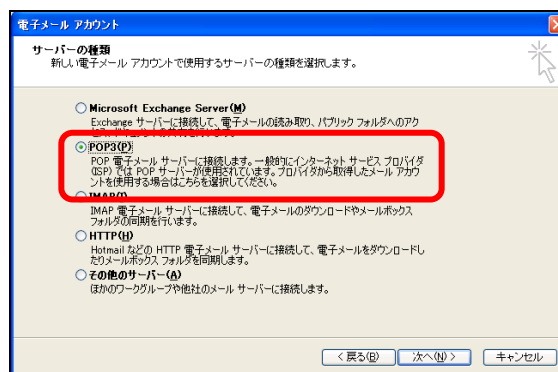 電子メール アカウント
サーバーの種類
新しい電子メール アカウントで使用するサーバーの種類を選択します。
Microsoft Exchange Server(M)
Exchange サーバーに接続して、電子メールの読み取り、パブリック フォルダへのアク
POP3(P)
POP 電子メール サーバーに接続します。一般的にインターネット サービス プロバイダ
(ISP) では POP サーバーが使用されています。プロバイダから取得したメール アカウ
ントを使用する場合はこちらを選択してください。
IMAP(I)
IMAP 電子メール サーバーに接続して、電子メールのダウンロードやメールボックス
フォルダの同期を行います。
HTTP(H)
Hotmail などの HTTP 電子メール サーバーに接続して、電子メールをダウンロードし
たりメールボックス フォルダを同期します。
その他のサーバー(A)
ほかのワークグループや他社のメール サーバーに接続します。
< 戻る(B)
次へ(N) >
キャンセル